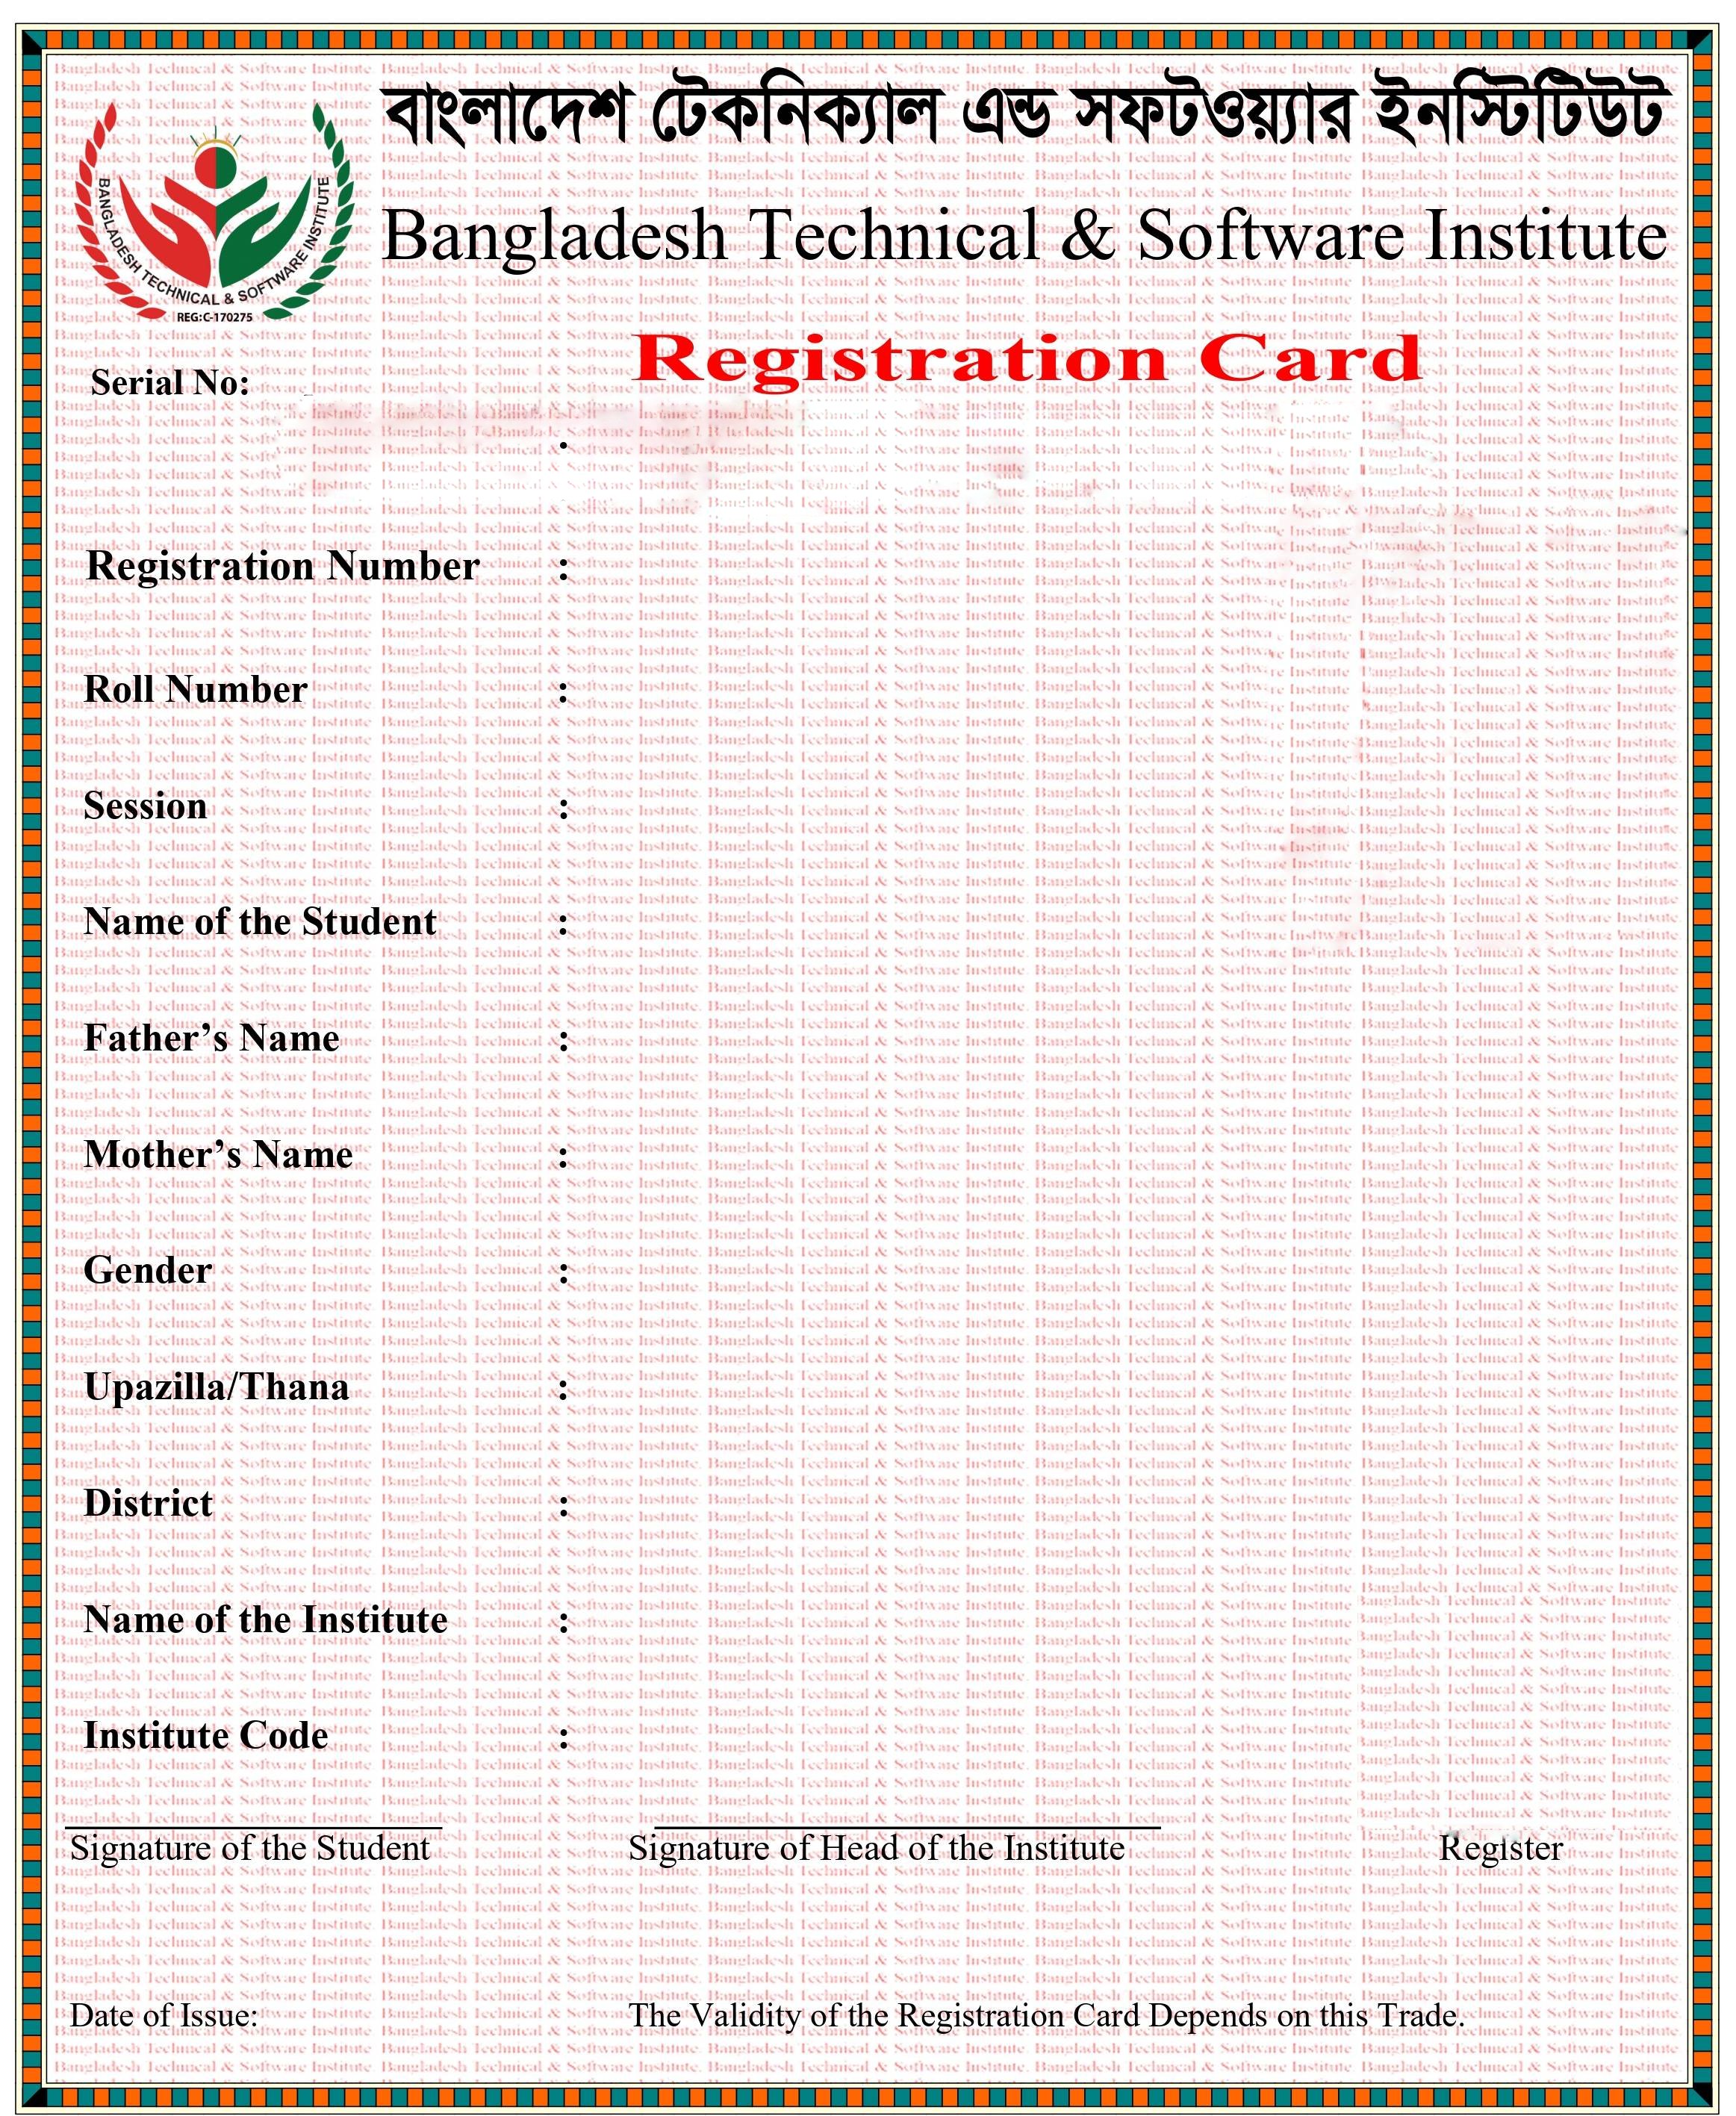 বাংলাদেশ টেকনিক্যাল এন্ড সফটওয়্যার ইনস্টিটিউট
Bangladesh Technical & Software Institute
BANGLADESH TECHNICAL & SOFTWARE INSTITUTE
REG:C-170275
Registration Card
Serial No:
:
Registration Number :
Roll Number :
Session :
Name of the Student :
Father’s Name :
Mother’s Name :
Gender :
Upazilla/Thana :
District :
Name of the Institute :
Institute Code :
Signature of the Student Signature of Head of the Institute Register
Date of Issue: The Validity of the Registration Card Depends on this Trade.